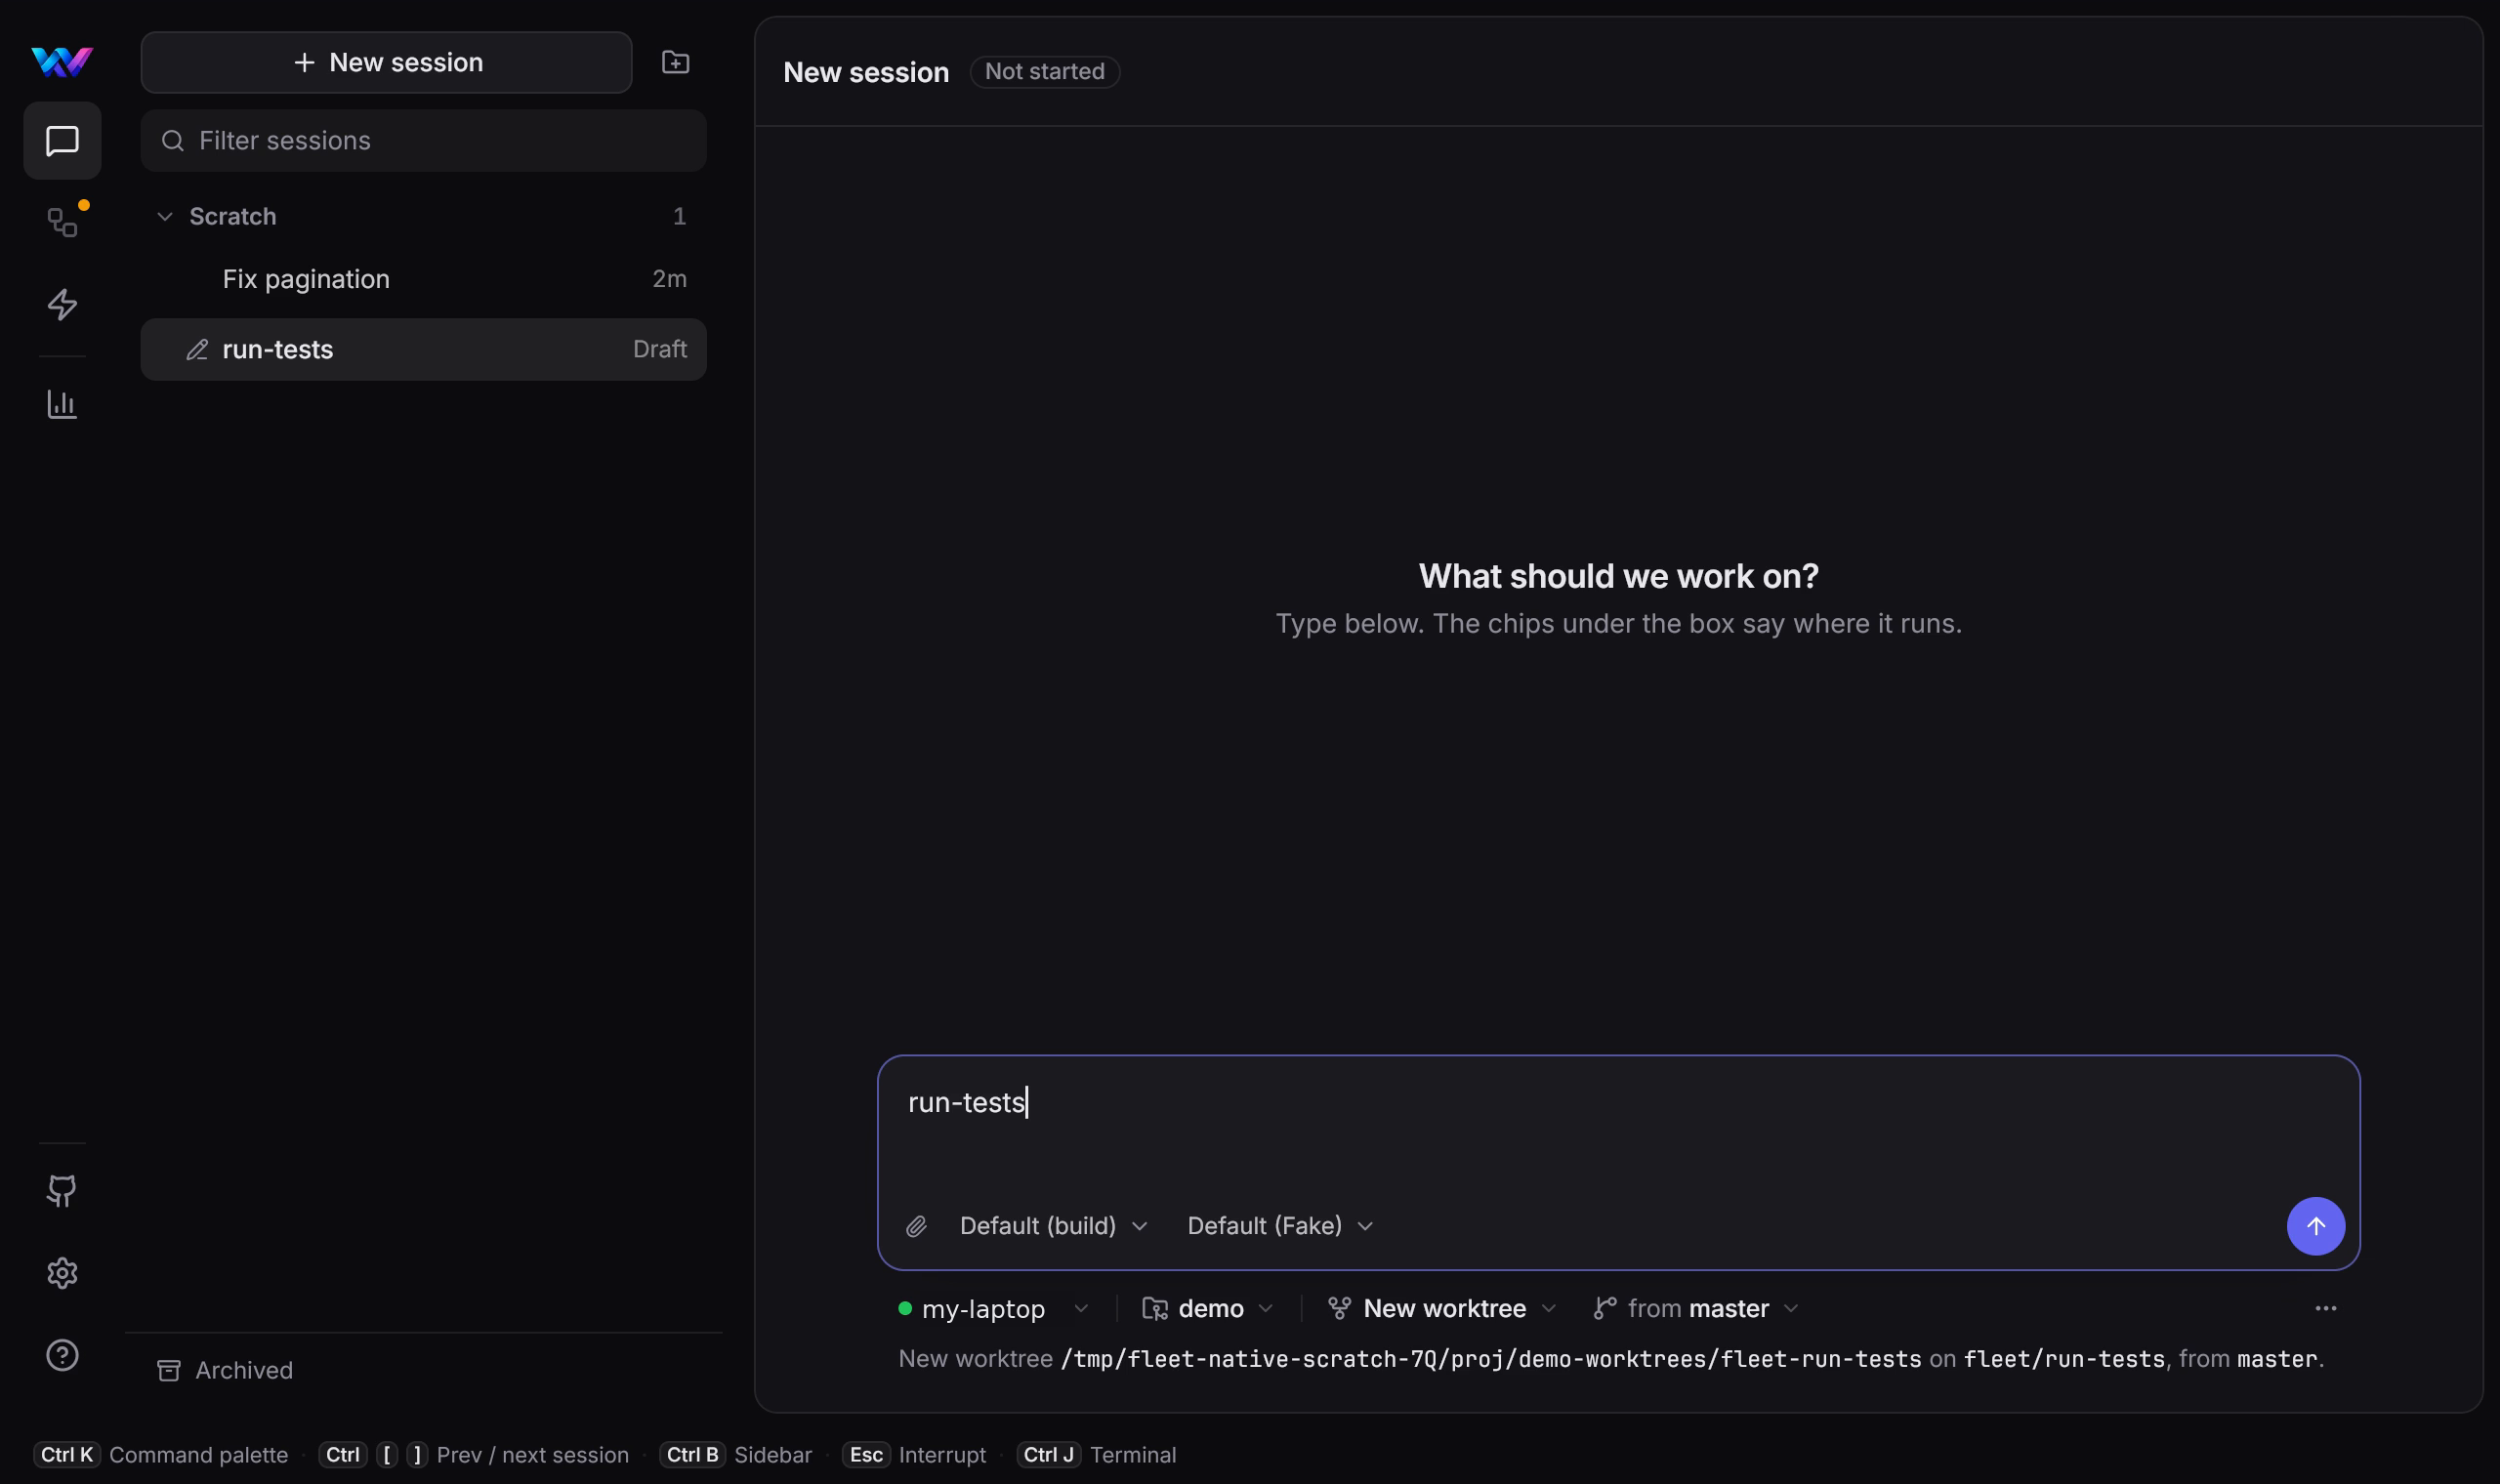 New session
Filter sessions
Scratch 1
Fix pagination 2m
run-tests Draft
Archived
New session Not started
What should we work on?
Type below. The chips under the box say where it runs.
run-tests
Default (build) Default (Fake)
my-laptop demo New worktree from master
New worktree /tmp/fleet-native-scratch-7Q/proj/demo-worktrees/fleet-run-tests on fleet/run-tests, from master.
Ctrl K Command palette · Ctrl [ ] Prev / next session · Ctrl B Sidebar · Esc Interrupt · Ctrl J Terminal